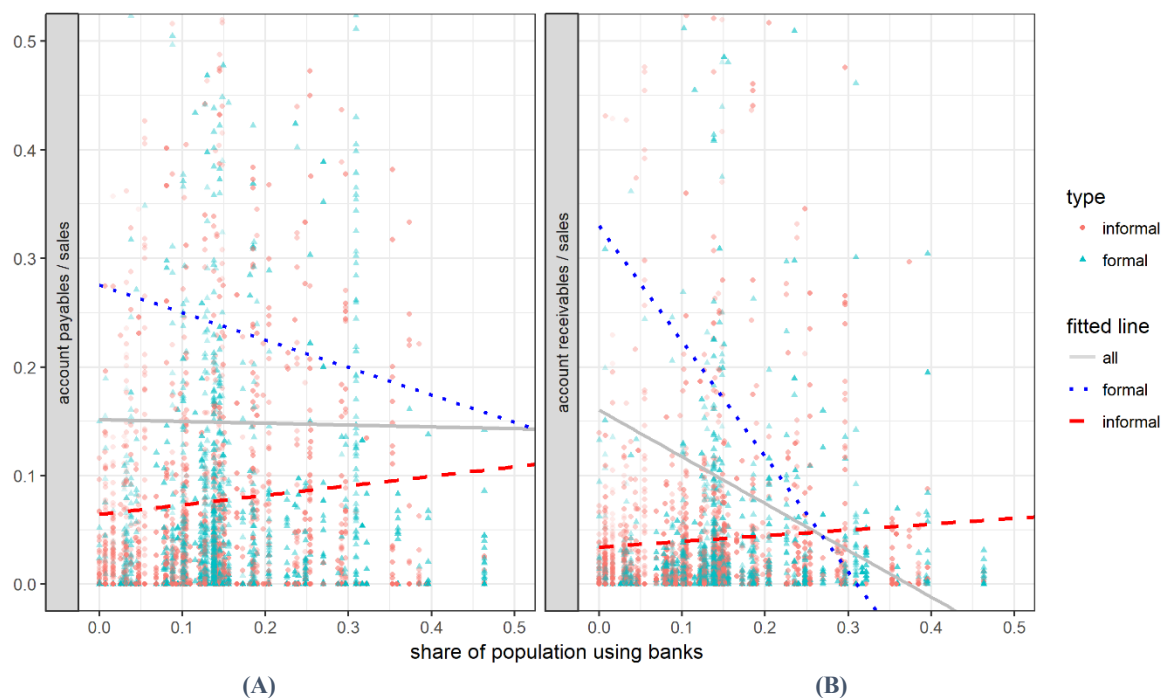 account payables / sales
0.5
0.4
0.3
0.2
0.1
0.0
0.0 0.1 0.2 0.3 0.4 0.5
account receivables / sales
0.0 0.1 0.2 0.3 0.4 0.5
share of population using banks
(A) (B)
type
informal
formal
fitted line
all
formal
informal